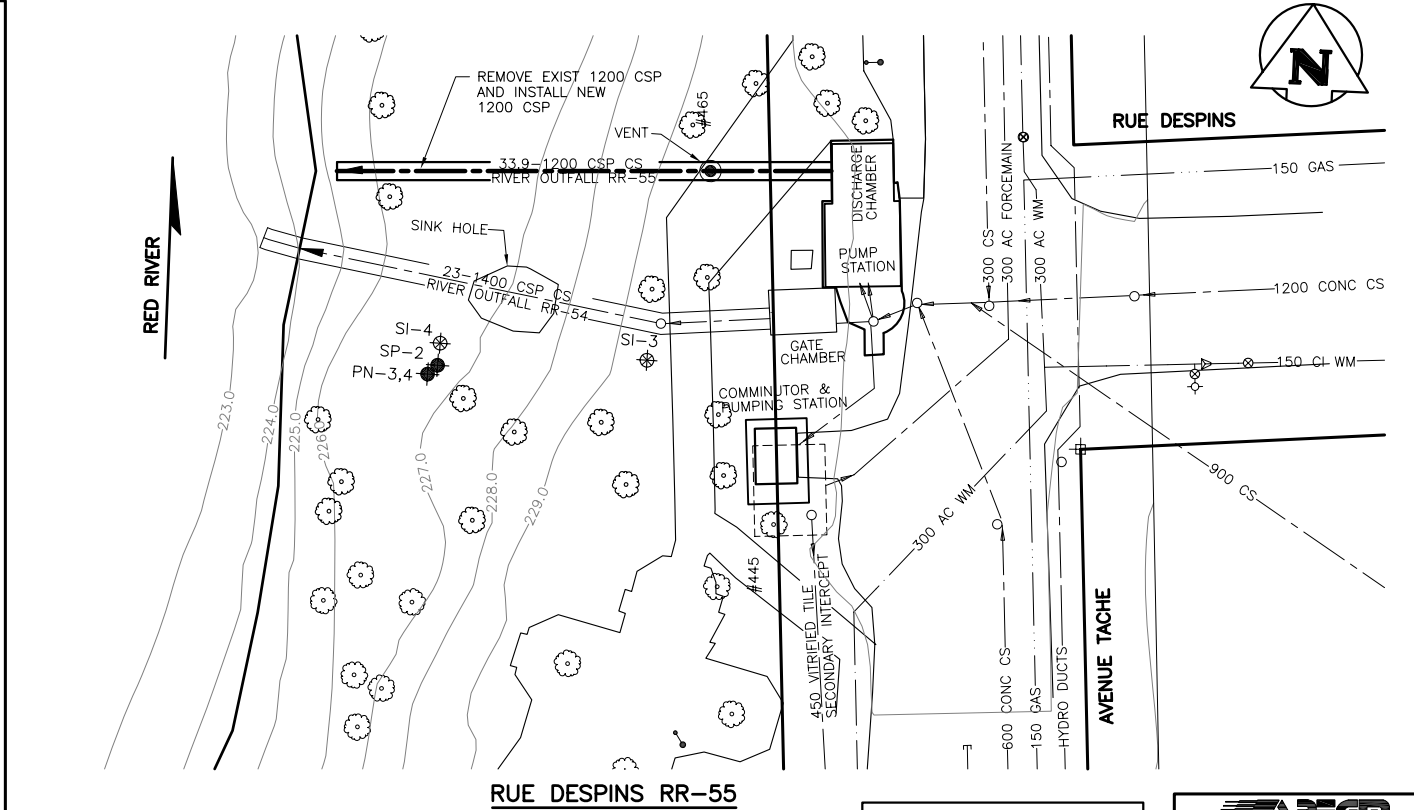 N
REMOVE EXIST 1200 CSP
AND INSTALL NEW
1200 CSP
#465
VENT
RUE DESPINS
33.9-1200 CSP CS
RIVER OUTFALL RR-55
DISCHARGE
CHAMBER
300 CS
300 AC FORCEMAIN
300 AC WM
150 GAS
SINK HOLE
RED RIVER
PUMP
STATION
23-1400 CSP CS
RIVER OUTFALL RR-54
1200 CONC CS
SI-4
SP-2
PN-3,4
SI-3
GATE
CHAMBER
150 CI WM
COMMINUTOR &
PUMPING STATION
223.0
224.0
225.0
226.0
227.0
228.0
229.0
900 CS
300 AC WM
#445
450 VITRIFIED TILE
SECONDARY INTERCEPT
600 CONC CS
150 GAS
HYDRO DUCTS
AVENUE TACHE
RUE DESPINS RR-55